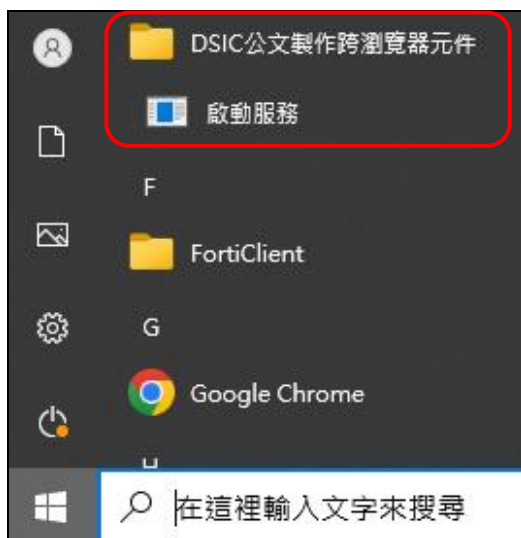 DSIC公文製作跨瀏覽器元件
啟動服務
F
FortiClient
G
Google Chrome
在這裡輸入文字來搜尋